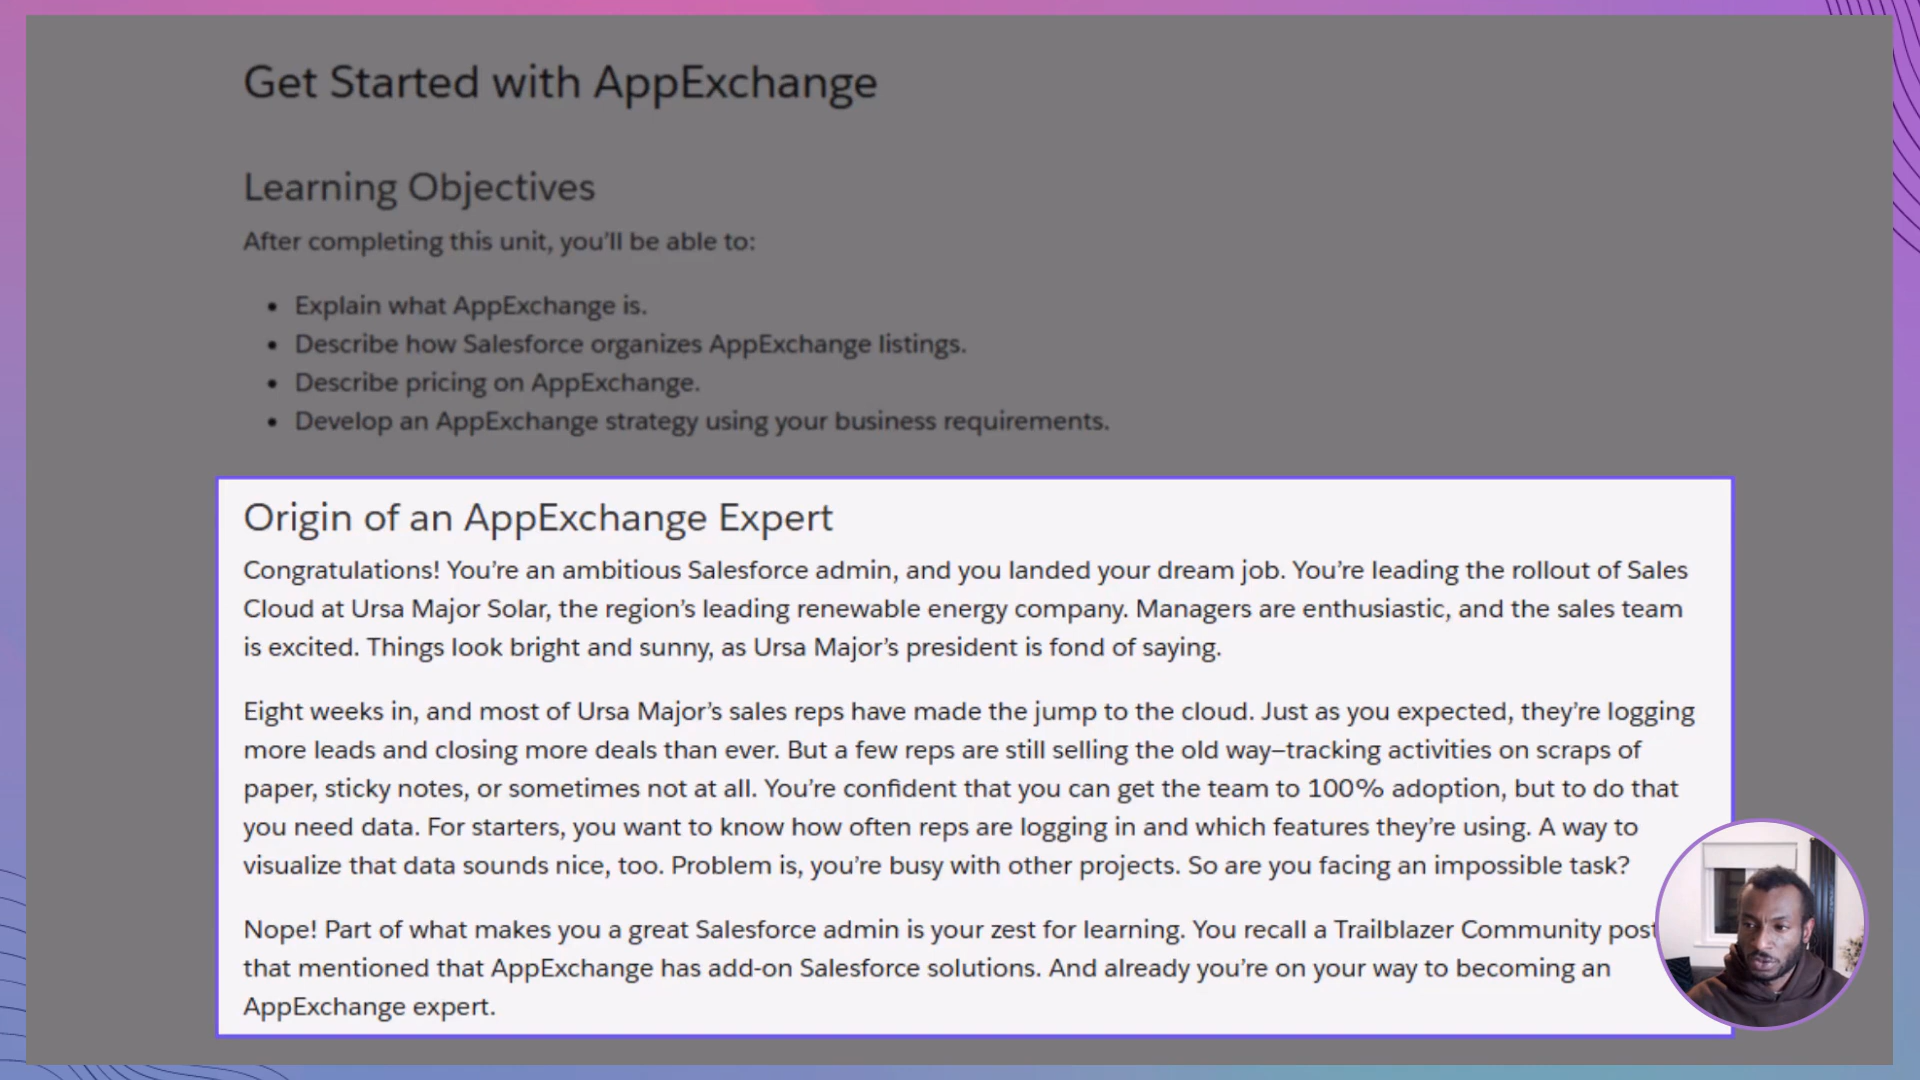 Get Started with AppExchange
Learning Objectives
After completing this unit, you’ll be able to:
• Explain what AppExchange is.
• Describe how Salesforce organizes AppExchange listings.
• Describe pricing on AppExchange.
• Develop an AppExchange strategy using your business requirements.
Origin of an AppExchange Expert
Congratulations! You’re an ambitious Salesforce admin, and you landed your dream job. You’re leading the rollout of Sales
Cloud at Ursa Major Solar, the region’s leading renewable energy company. Managers are enthusiastic, and the sales team
is excited. Things look bright and sunny, as Ursa Major’s president is fond of saying.
Eight weeks in, and most of Ursa Major’s sales reps have made the jump to the cloud. Just as you expected, they’re logging
more leads and closing more deals than ever. But a few reps are still selling the old way—tracking activities on scraps of
paper, sticky notes, or sometimes not at all. You’re confident that you can get the team to 100% adoption, but to do that
you need data. For starters, you want to know how often reps are logging in and which features they’re using. A way to
visualize that data sounds nice, too. Problem is, you’re busy with other projects. So are you facing an impossible task?
Nope! Part of what makes you a great Salesforce admin is your zest for learning. You recall a Trailblazer Community post
that mentioned that AppExchange has add-on Salesforce solutions. And already you’re on your way to becoming an
AppExchange expert.